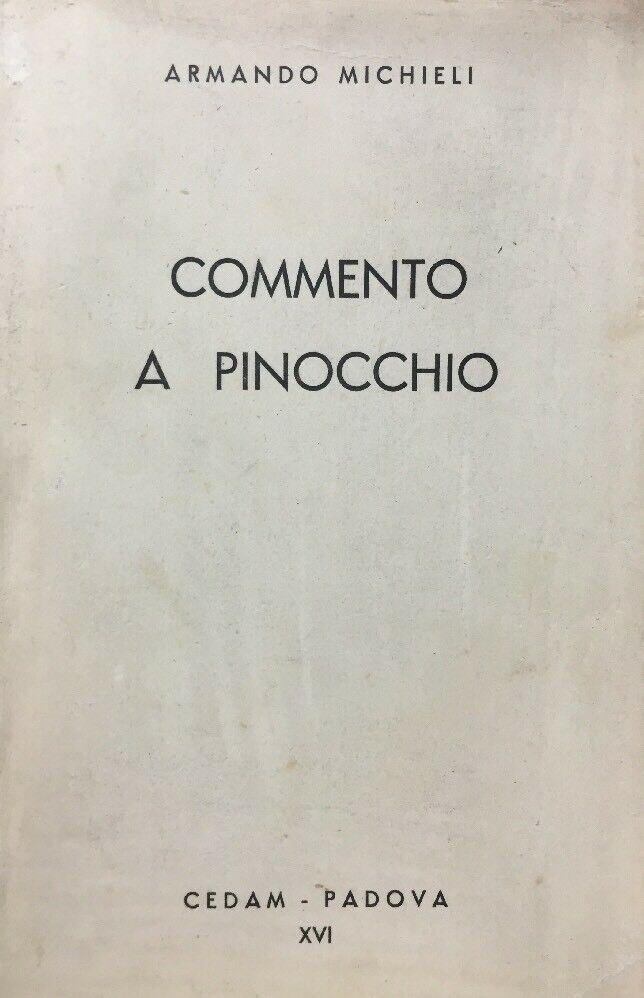 ARMANDO MICHIELI
COMMENTO
A PINOCCHIO
CEDAM - PADOVA
XVI